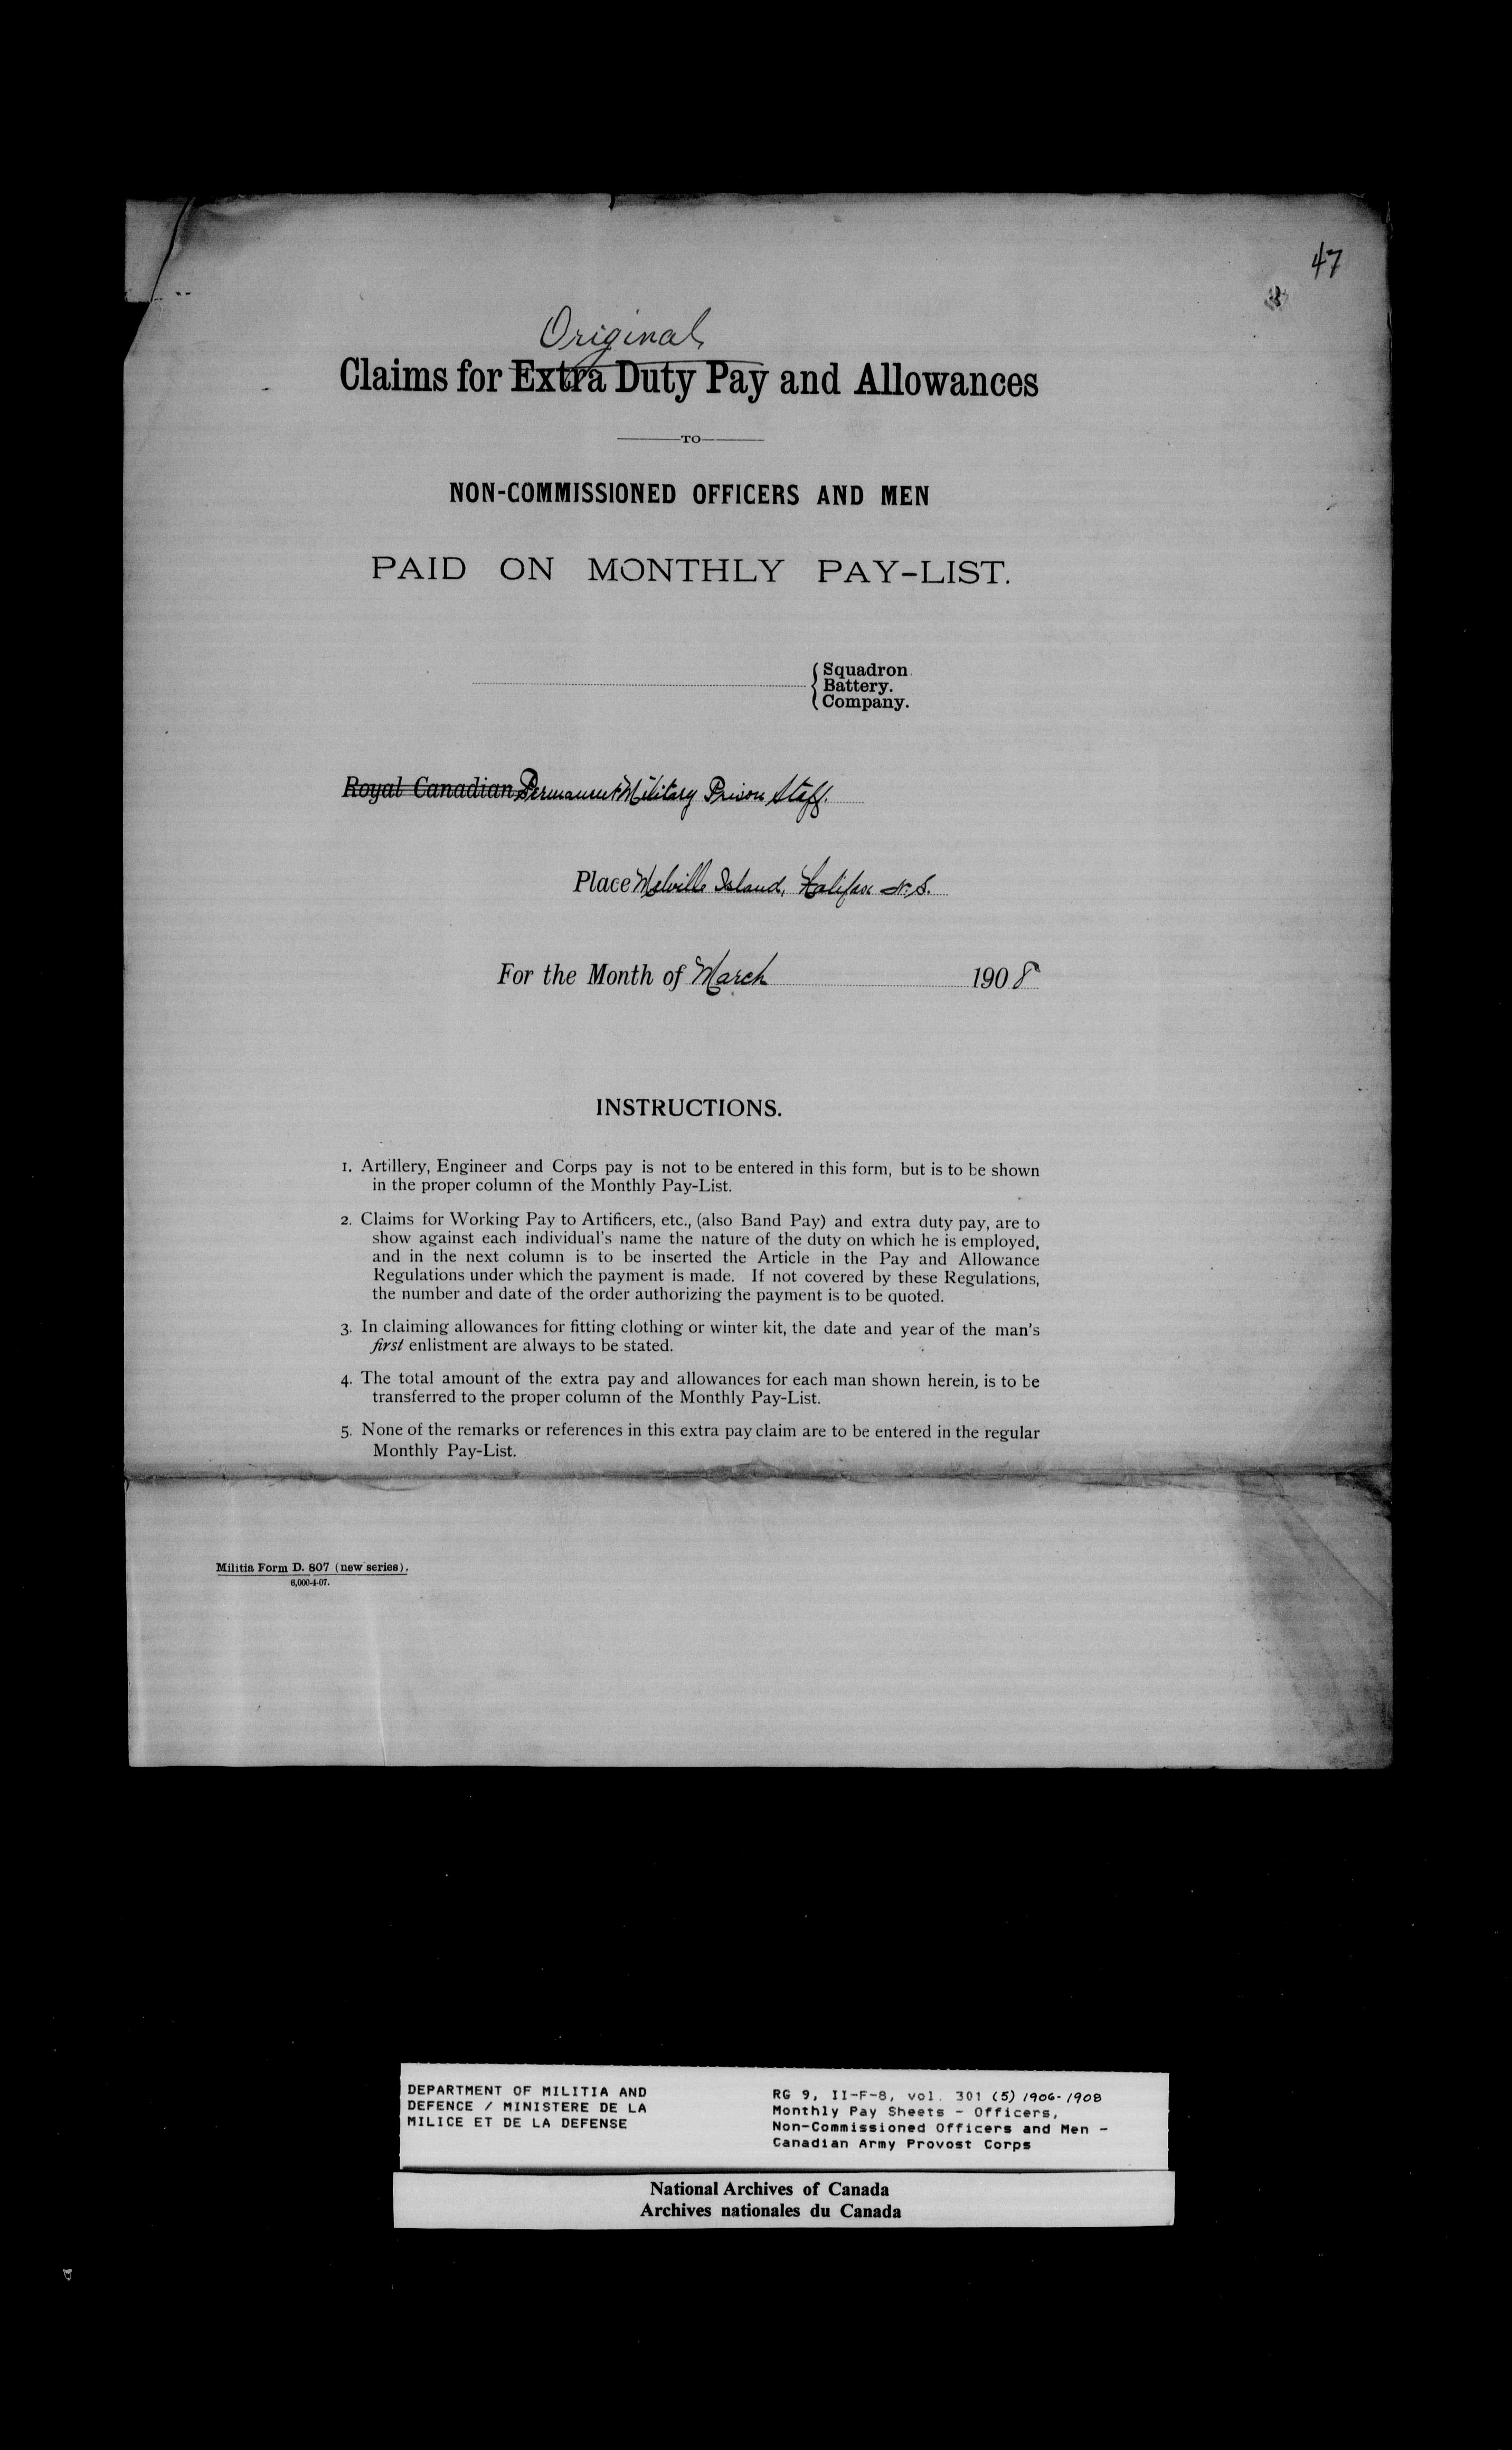 47
Original
Claims for Extra Duty Pay and Allowances
TO
NON-COMMISSIONED OFFICERS AND MEN
PAID ON MONTHLY PAY-LIST.
Squadron.
Battery.
Company.
Royal Canadian Permanent Military Prison Staff.
Place Melville Island, Halifax N.S.
For the Month of March 1908
INSTRUCTIONS.
1. Artillery, Engineer and Corps pay is not to be entered in this form, but is to be shown
in the proper column of the Monthly Pay-List.
2. Claims for Working Pay to Artificers, etc., (also Band Pay) and extra duty pay, are to
show against each individual's name the nature of the duty on which he is employed,
and in the next column is to be inserted the Article in the Pay and Allowance
Regulations under which the payment is made. If not covered by these Regulations,
the number and date of the order authorizing the payment is to be quoted.
3. In claiming allowances for fitting clothing or winter kit, the date and year of the man's
first enlistment are always to be stated.
4. The total amount of the extra pay and allowances for each man shown herein, is to be
transferred to the proper column of the Monthly Pay-List.
5. None of the remarks or references in this extra pay claim are to be entered in the regular
Monthly Pay-List.
Militia Form D. 807 (new series).
6,000-4-07.
DEPARTMENT OF MILITIA AND
DEFENCE / MINISTERE DE LA
MILICE ET DE LA DEFENSE
RG 9, II-F-8, vol. 301 (5) 1906-1908
Monthly Pay Sheets - Officers,
Non-Commissioned Officers and Men -
Canadian Army Provost Corps
National Archives of Canada
Archives nationales du Canada